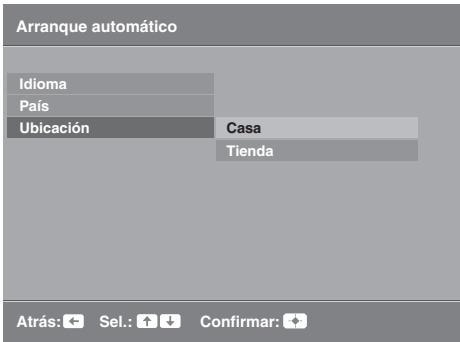 Arranque automático
Idioma
País
Ubicación Casa
Tienda
Atrás: Sel.: Confirmar: